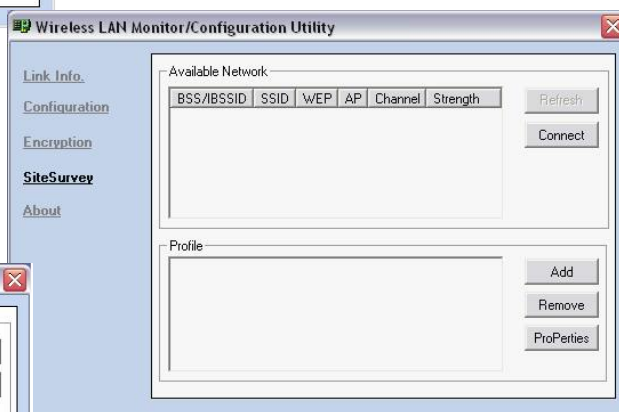 Wireless LAN Monitor/Configuration Utility
Link Info.
Configuration
Encryption
SiteSurvey
About
Available Network
BSS/IBSSID SSID WEP AP Channel Strength
Refresh
Connect
Profile
Add
Remove
ProPerties